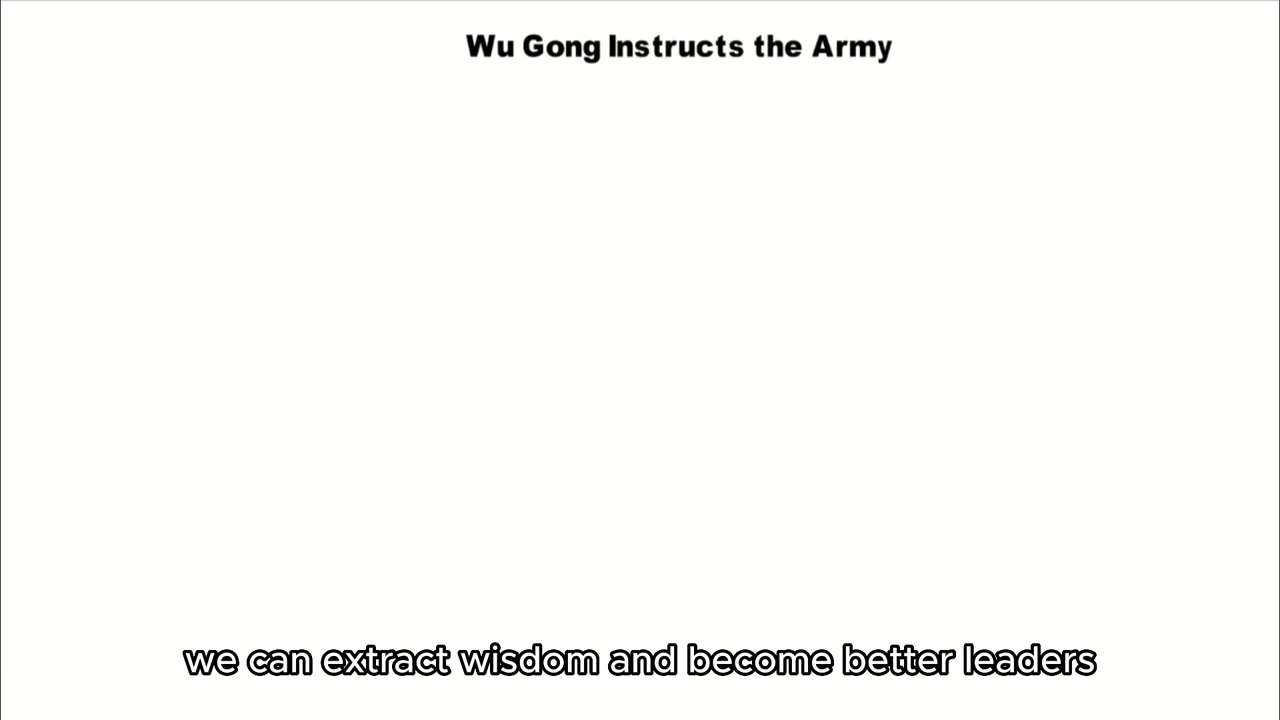 Wu Gong Instructs the Army
we can extract wisdom and become better leaders